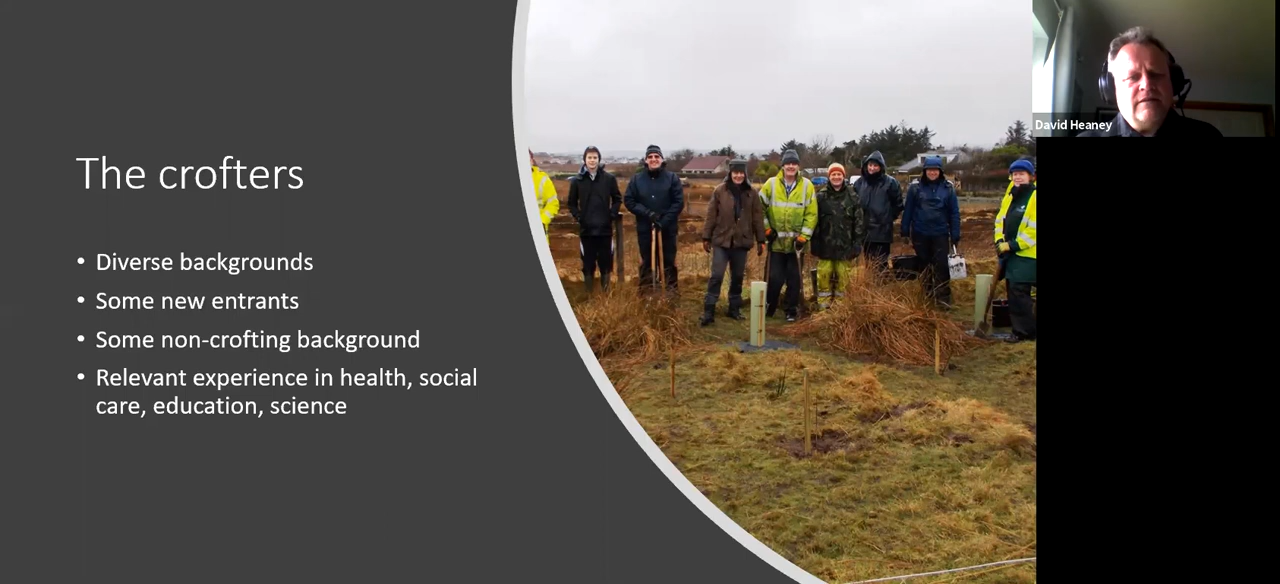 The crofters
• Diverse backgrounds
• Some new entrants
• Some non-crofting background
• Relevant experience in health, social
care, education, science
David Heaney